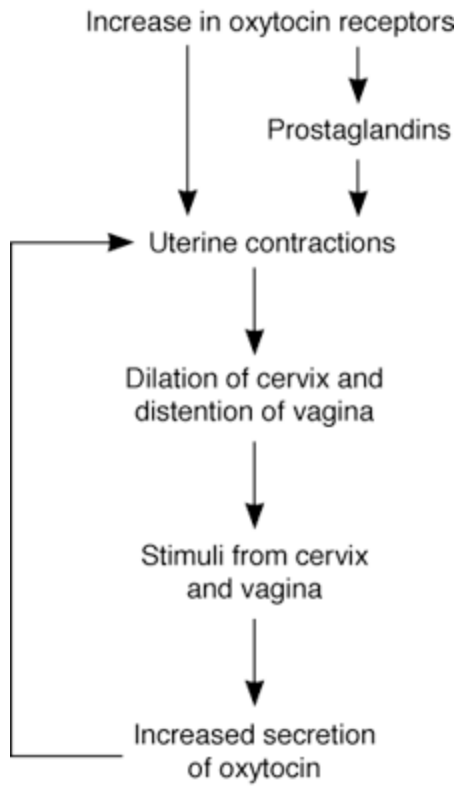 Increase in oxytocin receptors
Prostaglandins
Uterine contractions
Dilation of cervix and
distention of vagina
Stimuli from cervix
and vagina
Increased secretion
of oxytocin